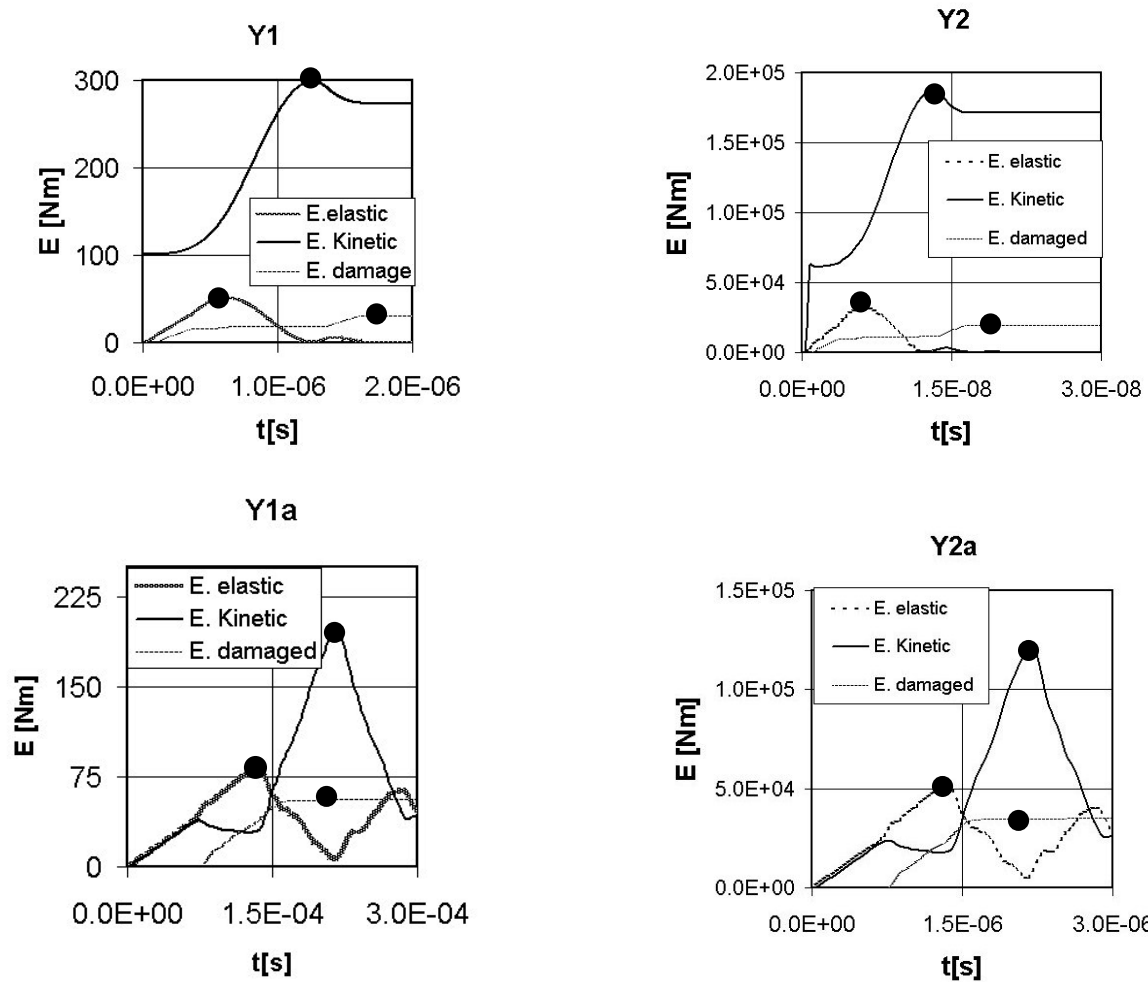 Y1
300
200
100
0
E [Nm]
E.elastic
E. Kinetic
E. damage
0.0E+00 1.0E-06 2.0E-06
t[s]
Y2
2.0E+05
1.5E+05
1.0E+05
5.0E+04
0.0E+00
E [Nm]
E. elastic
E. Kinetic
E. damaged
0.0E+00 1.5E-08 3.0E-08
t[s]
Y1a
225
150
75
0
E [Nm]
E. elastic
E. Kinetic
E. damaged
0.0E+00 1.5E-04 3.0E-04
t[s]
Y2a
1.5E+05
1.0E+05
5.0E+04
0.0E+00
E [Nm]
E. elastic
E. Kinetic
E. damaged
0.0E+00 1.5E-06 3.0E-06
t[s]